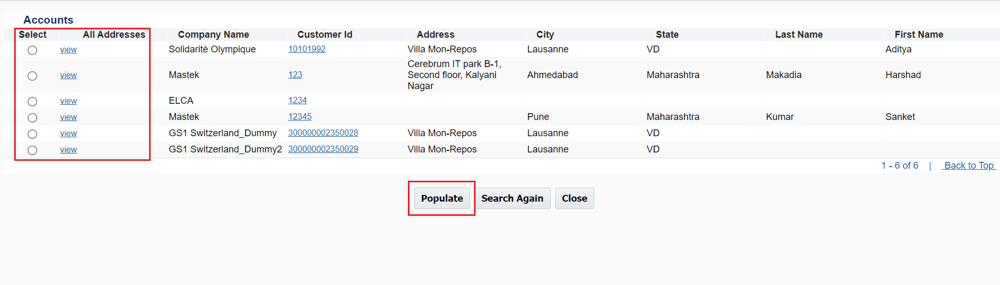 Accounts
Select All Addresses Company Name Customer Id Address City State Last Name First Name
view Solidarité Olympique 10101992 Villa Mon-Repos Lausanne VD Aditya
view Mastek 123 Cerebrum IT park B-1, Ahmedabad Maharashtra Makadia Harshad
Second floor, Kalyani
Nagar
view ELCA 1234
view Mastek 12345 Pune Maharashtra Kumar Sanket
view GS1 Switzerland_Dummy 300000002350028 Villa Mon-Repos Lausanne VD
view GS1 Switzerland_Dummy2 300000002350029 Villa Mon-Repos Lausanne VD
1 - 6 of 6 | Back to Top
Populate Search Again Close